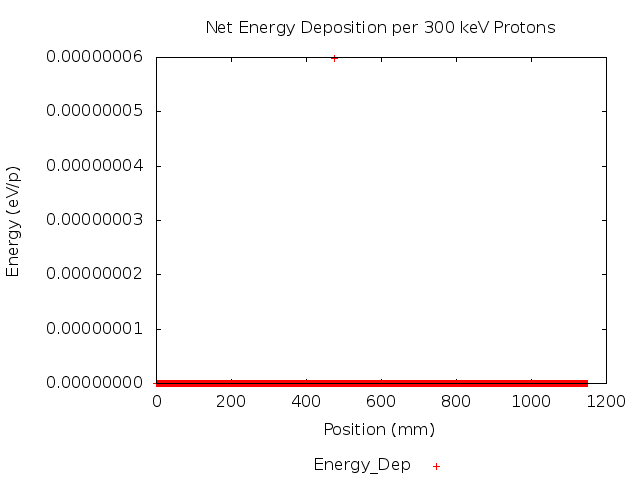 Net Energy Deposition per 300 keV Protons
0.00000006
0.00000005
0.00000004
0.00000003
0.00000002
0.00000001
0.00000000
Energy (eV/p)
0 200 400 600 800 1000 1200
Position (mm)
Energy_Dep